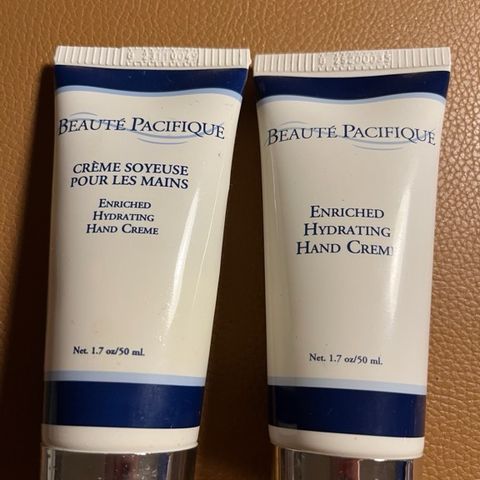 BEAUTÉ PACIFIQUE
CRÈME SOYEUSE
POUR LES MAINS
ENRICHED
HYDRATING
HAND CREME
Net. 1.7 oz/50 ml.
BEAUTÉ PACIFIQUE
ENRICHED
HYDRATING
HAND CREME
Net. 1.7 oz/50 ml.